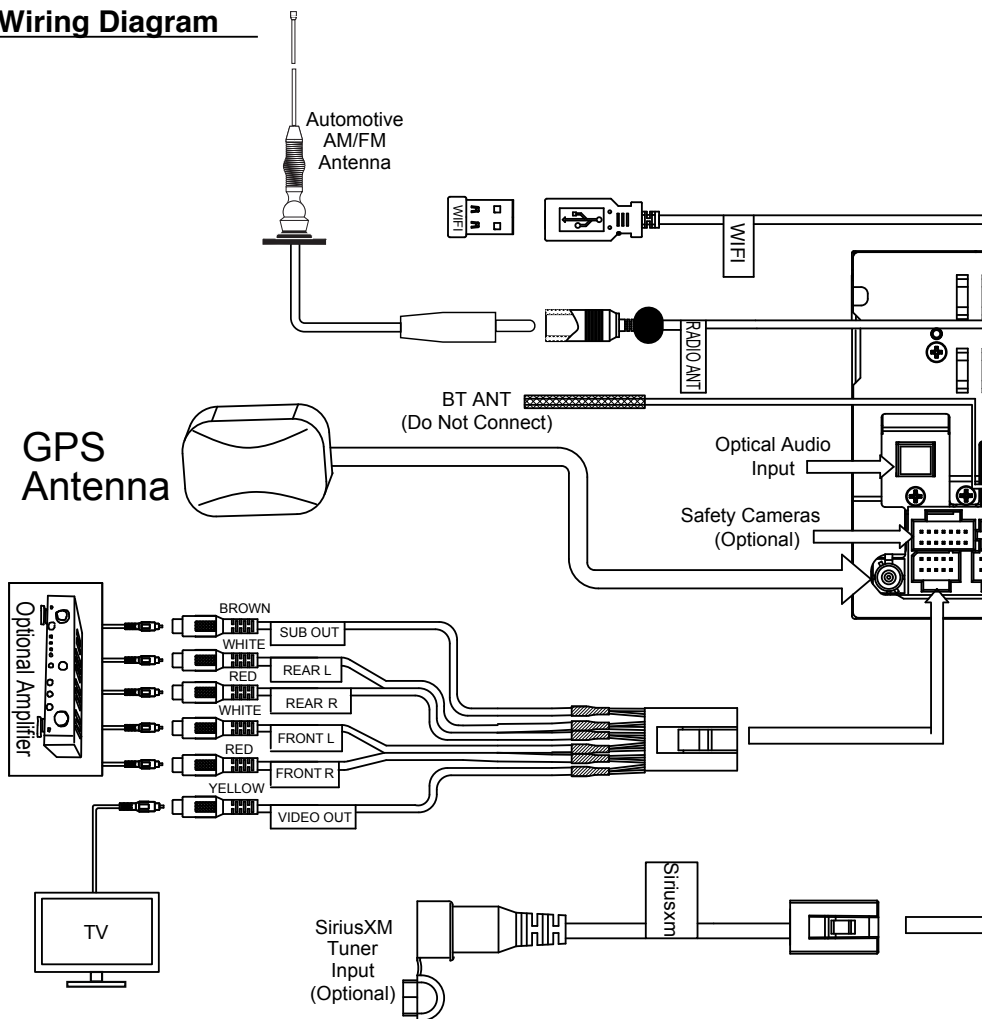 Wiring Diagram
Automotive
AM/FM
Antenna
WIFI
WIFI
RADIO ANT
BT ANT
(Do Not Connect)
GPS
Antenna
Optical Audio
Input
Safety Cameras
(Optional)
Optional Amplifier
BROWN
SUB OUT
WHITE
REAR L
RED
REAR R
WHITE
FRONT L
RED
FRONT R
YELLOW
VIDEO OUT
TV
SiriusXM
Tuner
Input
(Optional)
Siriusxm